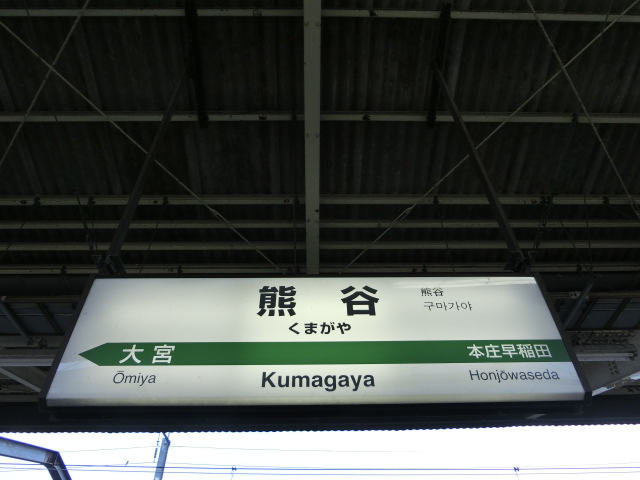 熊谷
熊谷
구마가야
くまがや
大宮
本庄早稲田
Ōmiya
Kumagaya
Honjōwaseda